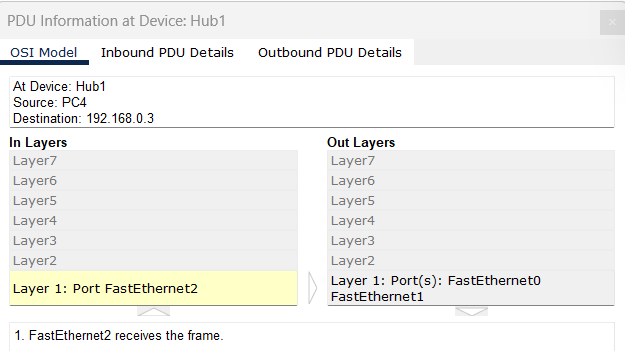 PDU Information at Device: Hub1
OSI Model Inbound PDU Details Outbound PDU Details
At Device: Hub1
Source: PC4
Destination: 192.168.0.3
In Layers
Layer7
Layer6
Layer5
Layer4
Layer3
Layer2
Layer 1: Port FastEthernet2
Out Layers
Layer7
Layer6
Layer5
Layer4
Layer3
Layer2
Layer 1: Port(s): FastEthernet0
FastEthernet1
1. FastEthernet2 receives the frame.